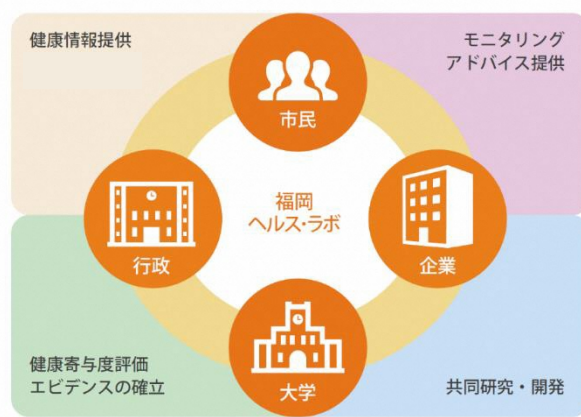 健康情報提供
モニタリング
アドバイス提供
市民
福岡
ヘルス・ラボ
行政
企業
大学
健康寄与度評価
エビデンスの確立
共同研究・開発